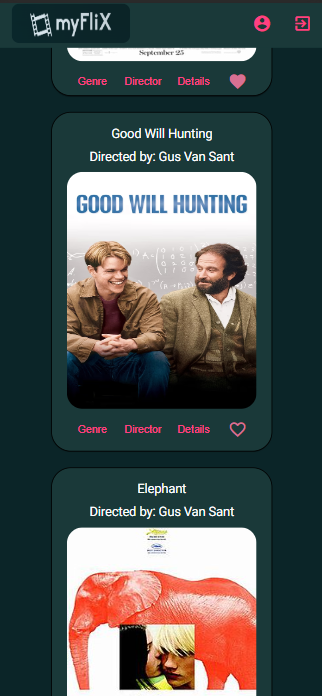 myFliX
September 25
Genre Director Details
Good Will Hunting
Directed by: Gus Van Sant
GOOD WILL HUNTING
Genre Director Details
Elephant
Directed by: Gus Van Sant